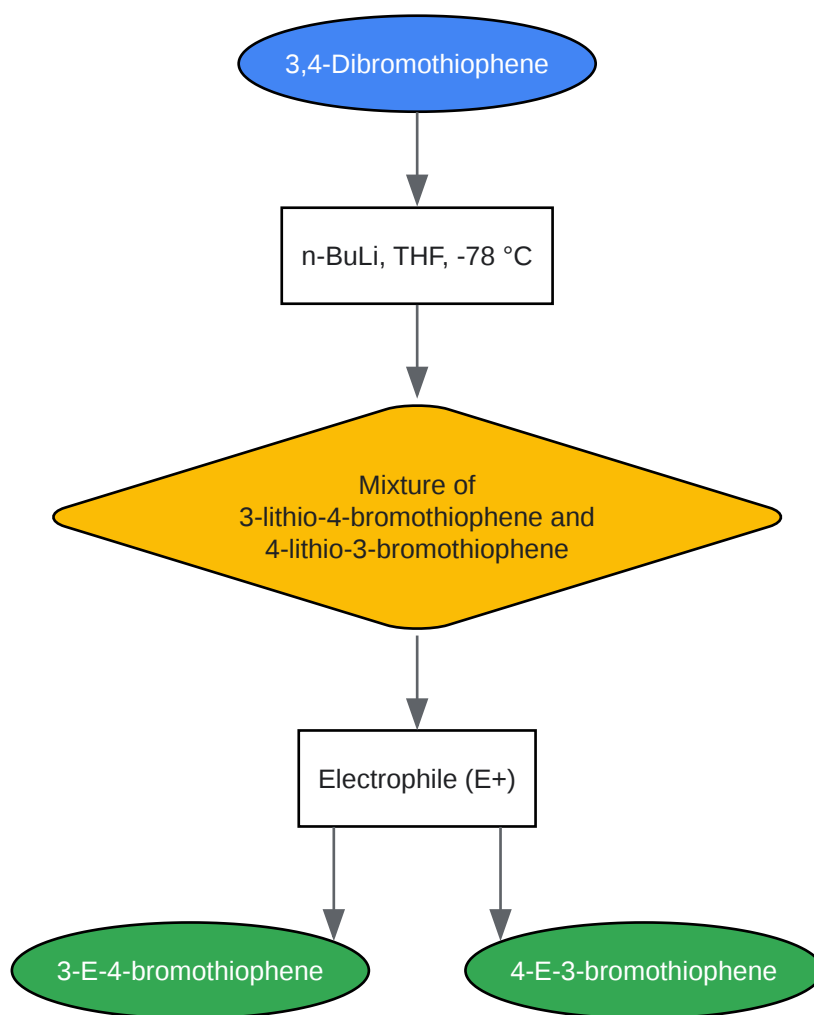 3,4-Dibromothiophene
n-BuLi, THF, -78 °C
Mixture of
3-lithio-4-bromothiophene and
4-lithio-3-bromothiophene
Electrophile (E+)
3-E-4-bromothiophene
4-E-3-bromothiophene